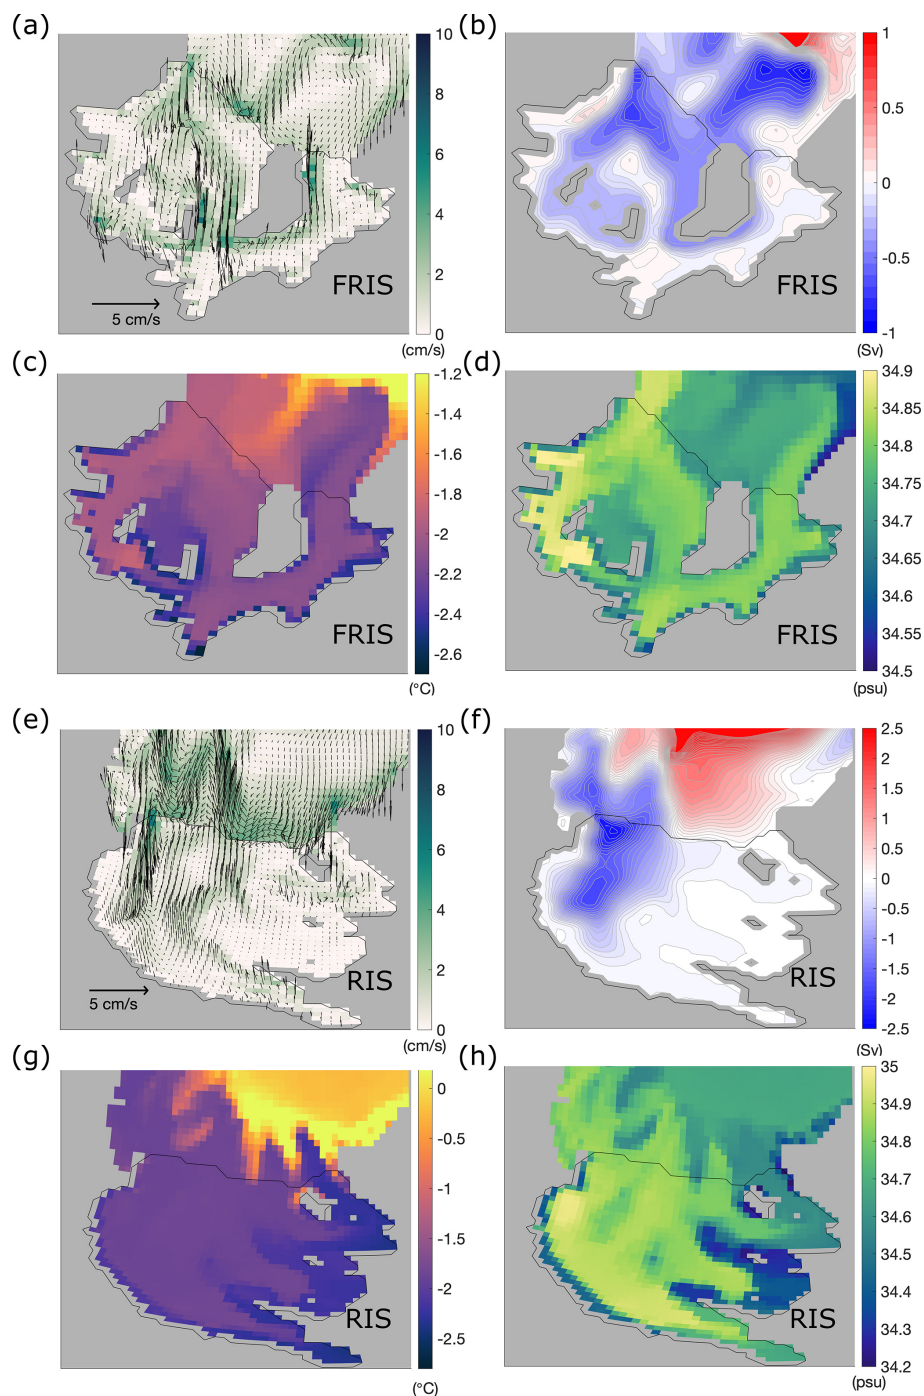 (a)
10
8
6
4
2
0
(cm/s)
FRIS
5 cm/s
(b)
1
0.5
0
-0.5
-1
(Sv)
FRIS
(c)
-1.2
-1.4
-1.6
-1.8
-2
-2.2
-2.4
-2.6
(°C)
FRIS
(d)
34.9
34.85
34.8
34.75
34.7
34.65
34.6
34.55
34.5
(psu)
FRIS
(e)
10
8
6
4
2
0
(cm/s)
RIS
5 cm/s
(f)
2.5
2
1.5
1
0.5
0
-0.5
-1
-1.5
-2
-2.5
(Sv)
RIS
(g)
0
-0.5
-1
-1.5
-2
-2.5
(°C)
RIS
(h)
35
34.9
34.8
34.7
34.6
34.5
34.4
34.3
34.2
(psu)
RIS